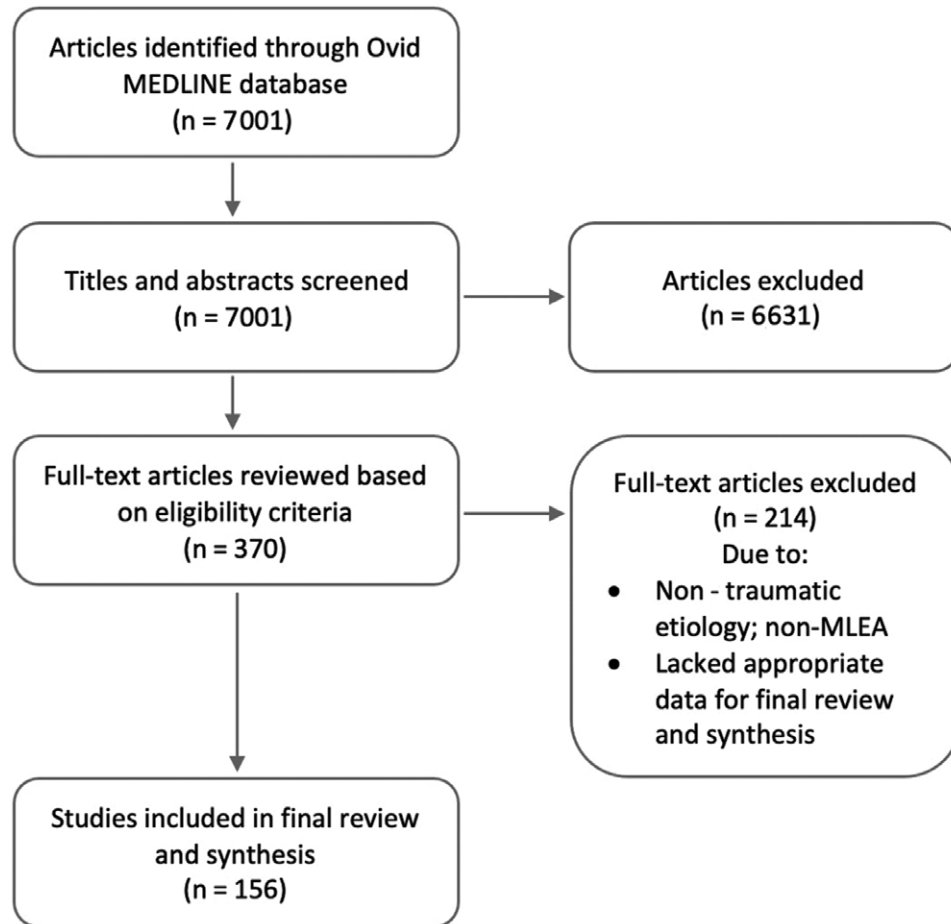 Articles identified through Ovid
MEDLINE database
(n = 7001)
Titles and abstracts screened
(n = 7001)
Articles excluded
(n = 6631)
Full-text articles reviewed based
on eligibility criteria
(n = 370)
Full-text articles excluded
(n = 214)
Due to:
• Non - traumatic
etiology; non-MLEA
• Lacked appropriate
data for final review
and synthesis
Studies included in final review
and synthesis
(n = 156)